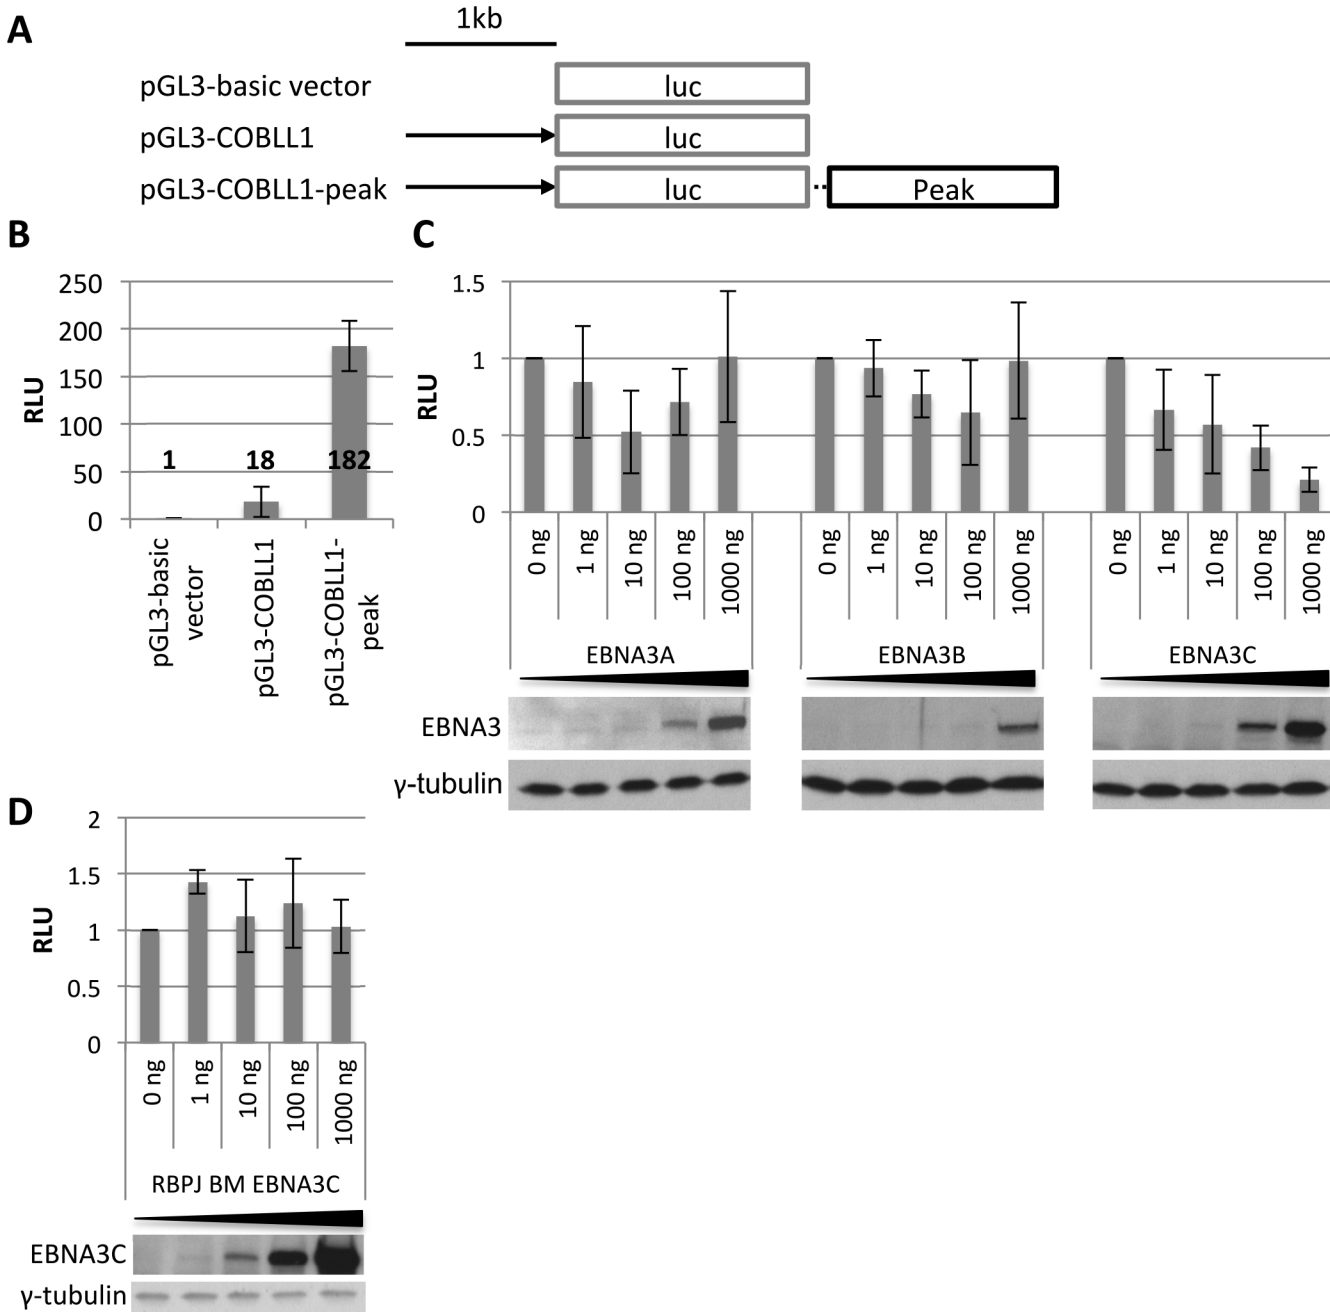 A
1kb
pGL3-basic vector
luc
pGL3-COBLL1
luc
pGL3-COBLL1-peak
luc
Peak
B
RLU
250
200
150
100
50
0
1
18
182
pGL3-basic
vector
pGL3-COBLL1
pGL3-COBLL1-
peak
C
RLU
1.5
1
0.5
0
0 ng
1 ng
10 ng
100 ng
1000 ng
EBNA3A
0 ng
1 ng
10 ng
100 ng
1000 ng
EBNA3B
0 ng
1 ng
10 ng
100 ng
1000 ng
EBNA3C
EBNA3
γ-tubulin
D
RLU
2
1.5
1
0.5
0
0 ng
1 ng
10 ng
100 ng
1000 ng
RBPJ BM EBNA3C
EBNA3C
γ-tubulin